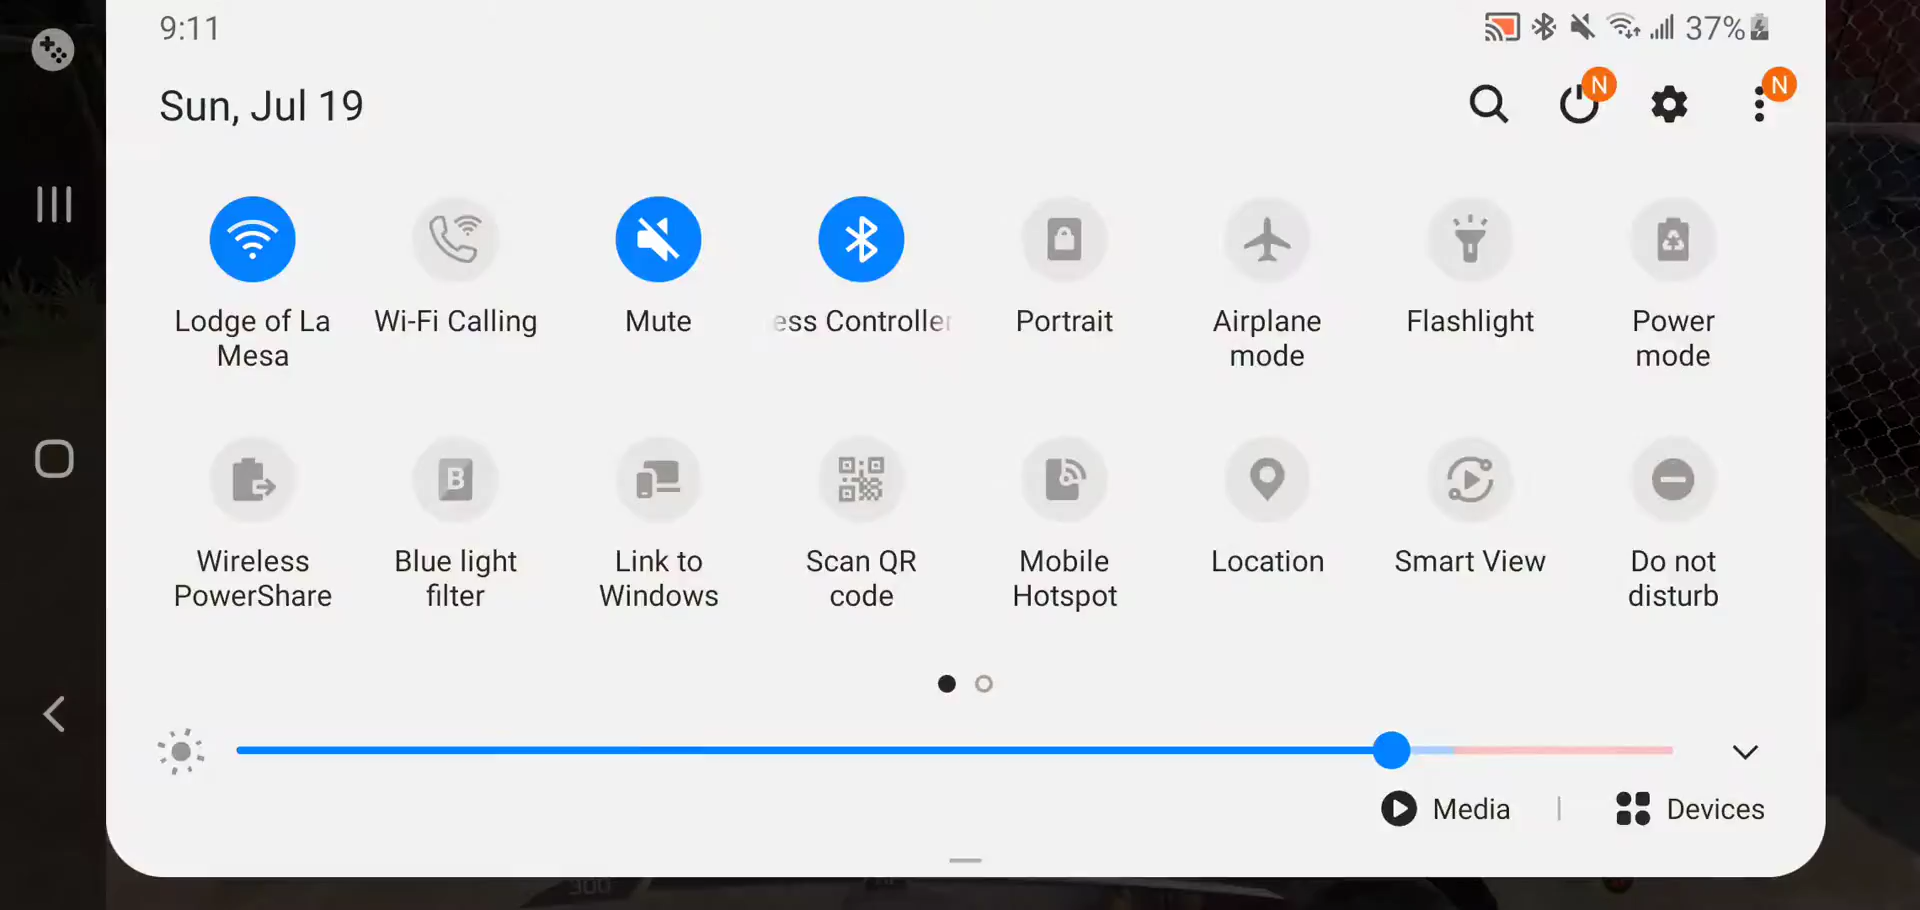 9:11
37%
Sun, Jul 19
N
N
Lodge of La
Mesa
Wi-Fi Calling
Mute
ess Controller
Portrait
Airplane
mode
Flashlight
Power
mode
Wireless
PowerShare
Blue light
filter
Link to
Windows
Scan QR
code
Mobile
Hotspot
Location
Smart View
Do not
disturb
Media
Devices
300